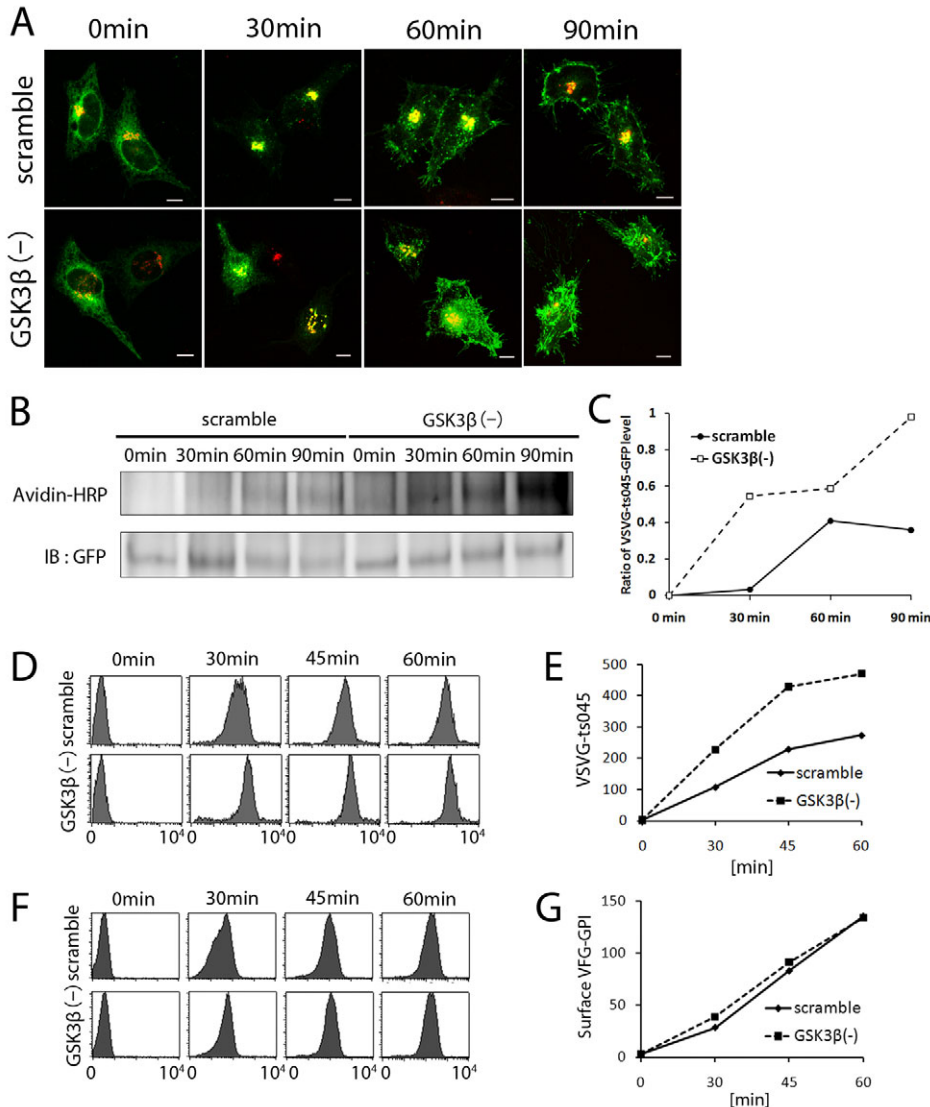 A
0min 30min 60min 90min
scramble
GSK3β(−)
B
scramble GSK3β(−)
0min 30min 60min 90min 0min 30min 60min 90min
Avidin-HRP
IB : GFP
C
Ratio of VSVG-ts045-GFP level
1
0.8
0.6
0.4
0.2
0
scramble
GSK3β(-)
0 min 30 min 60 min 90 min
D
0min 30min 45min 60min
scramble
GSK3β(−)
0 10⁴ 0 10⁴ 0 10⁴ 0 10⁴
E
VSVG-ts045
500
400
300
200
100
0
scramble
GSK3β(-)
0 30 45 60
[min]
F
0min 30min 45min 60min
scramble
GSK3β(−)
0 10⁴ 0 10⁴ 0 10⁴ 0 10⁴
G
Surface VFG-GPI
150
100
50
0
scramble
GSK3β(-)
0 30 45 60
[min]